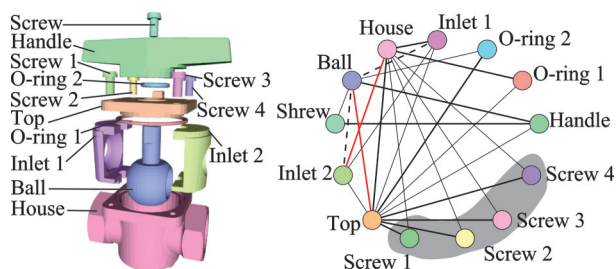 Screw
Handle
Screw 1
O-ring 2
Screw 2
Top
O-ring 1
Inlet 1
Ball
House
Screw 3
Screw 4
Inlet 2
House
Inlet 1
O-ring 2
Ball
O-ring 1
Shrew
Handle
Inlet 2
Screw 4
Top
Screw 3
Screw 2
Screw 1